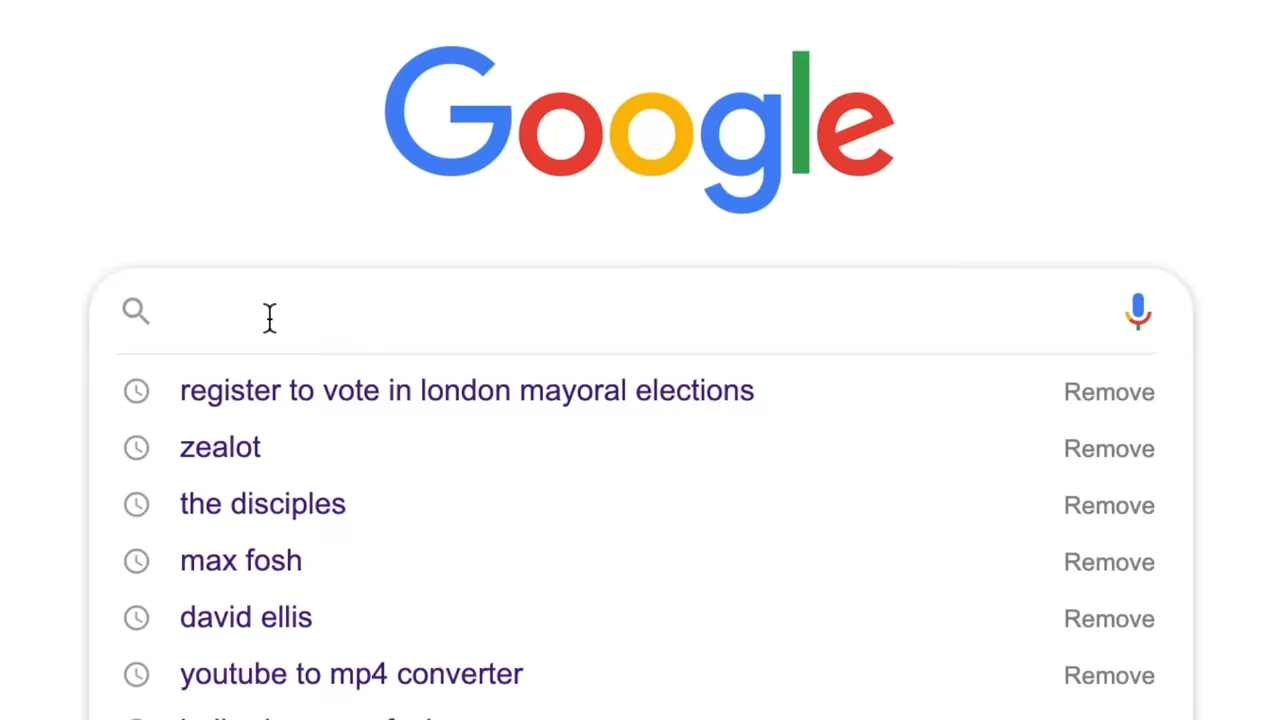 Google
register to vote in london mayoral elections Remove
zealot Remove
the disciples Remove
max fosh Remove
david ellis Remove
youtube to mp4 converter Remove